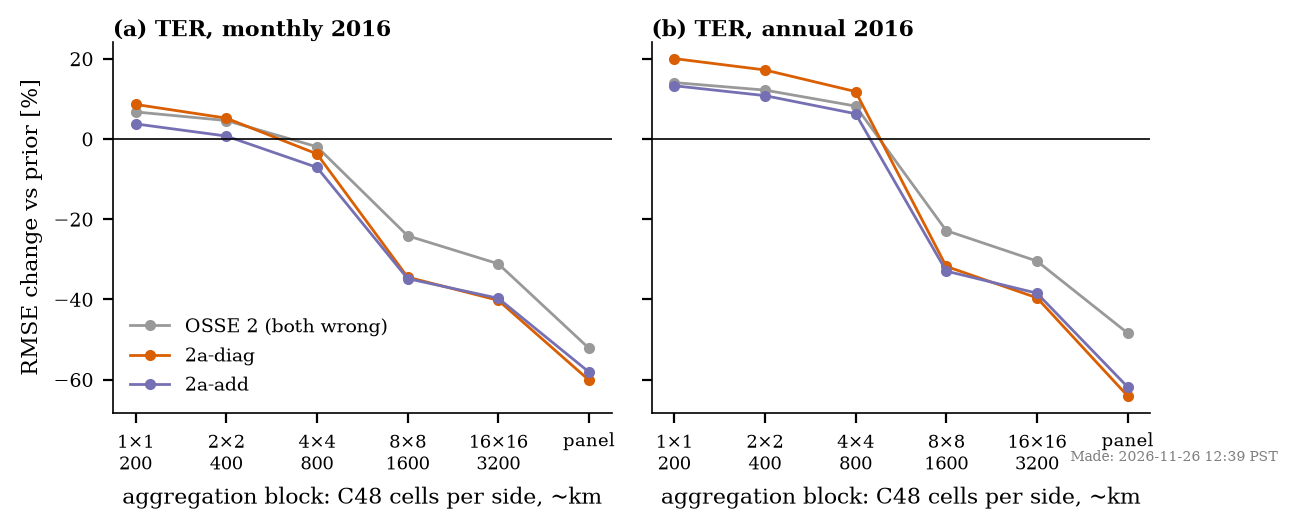 (a) TER, monthly 2016
(b) TER, annual 2016
RMSE change vs prior [%]
20
0
−20
−40
−60
OSSE 2 (both wrong)
2a-diag
2a-add
1×1 2×2 4×4 8×8 16×16 panel
200 400 800 1600 3200
1×1 2×2 4×4 8×8 16×16 panel
200 400 800 1600 3200
Made: 2026-11-26 12:39 PST
aggregation block: C48 cells per side, ~km
aggregation block: C48 cells per side, ~km